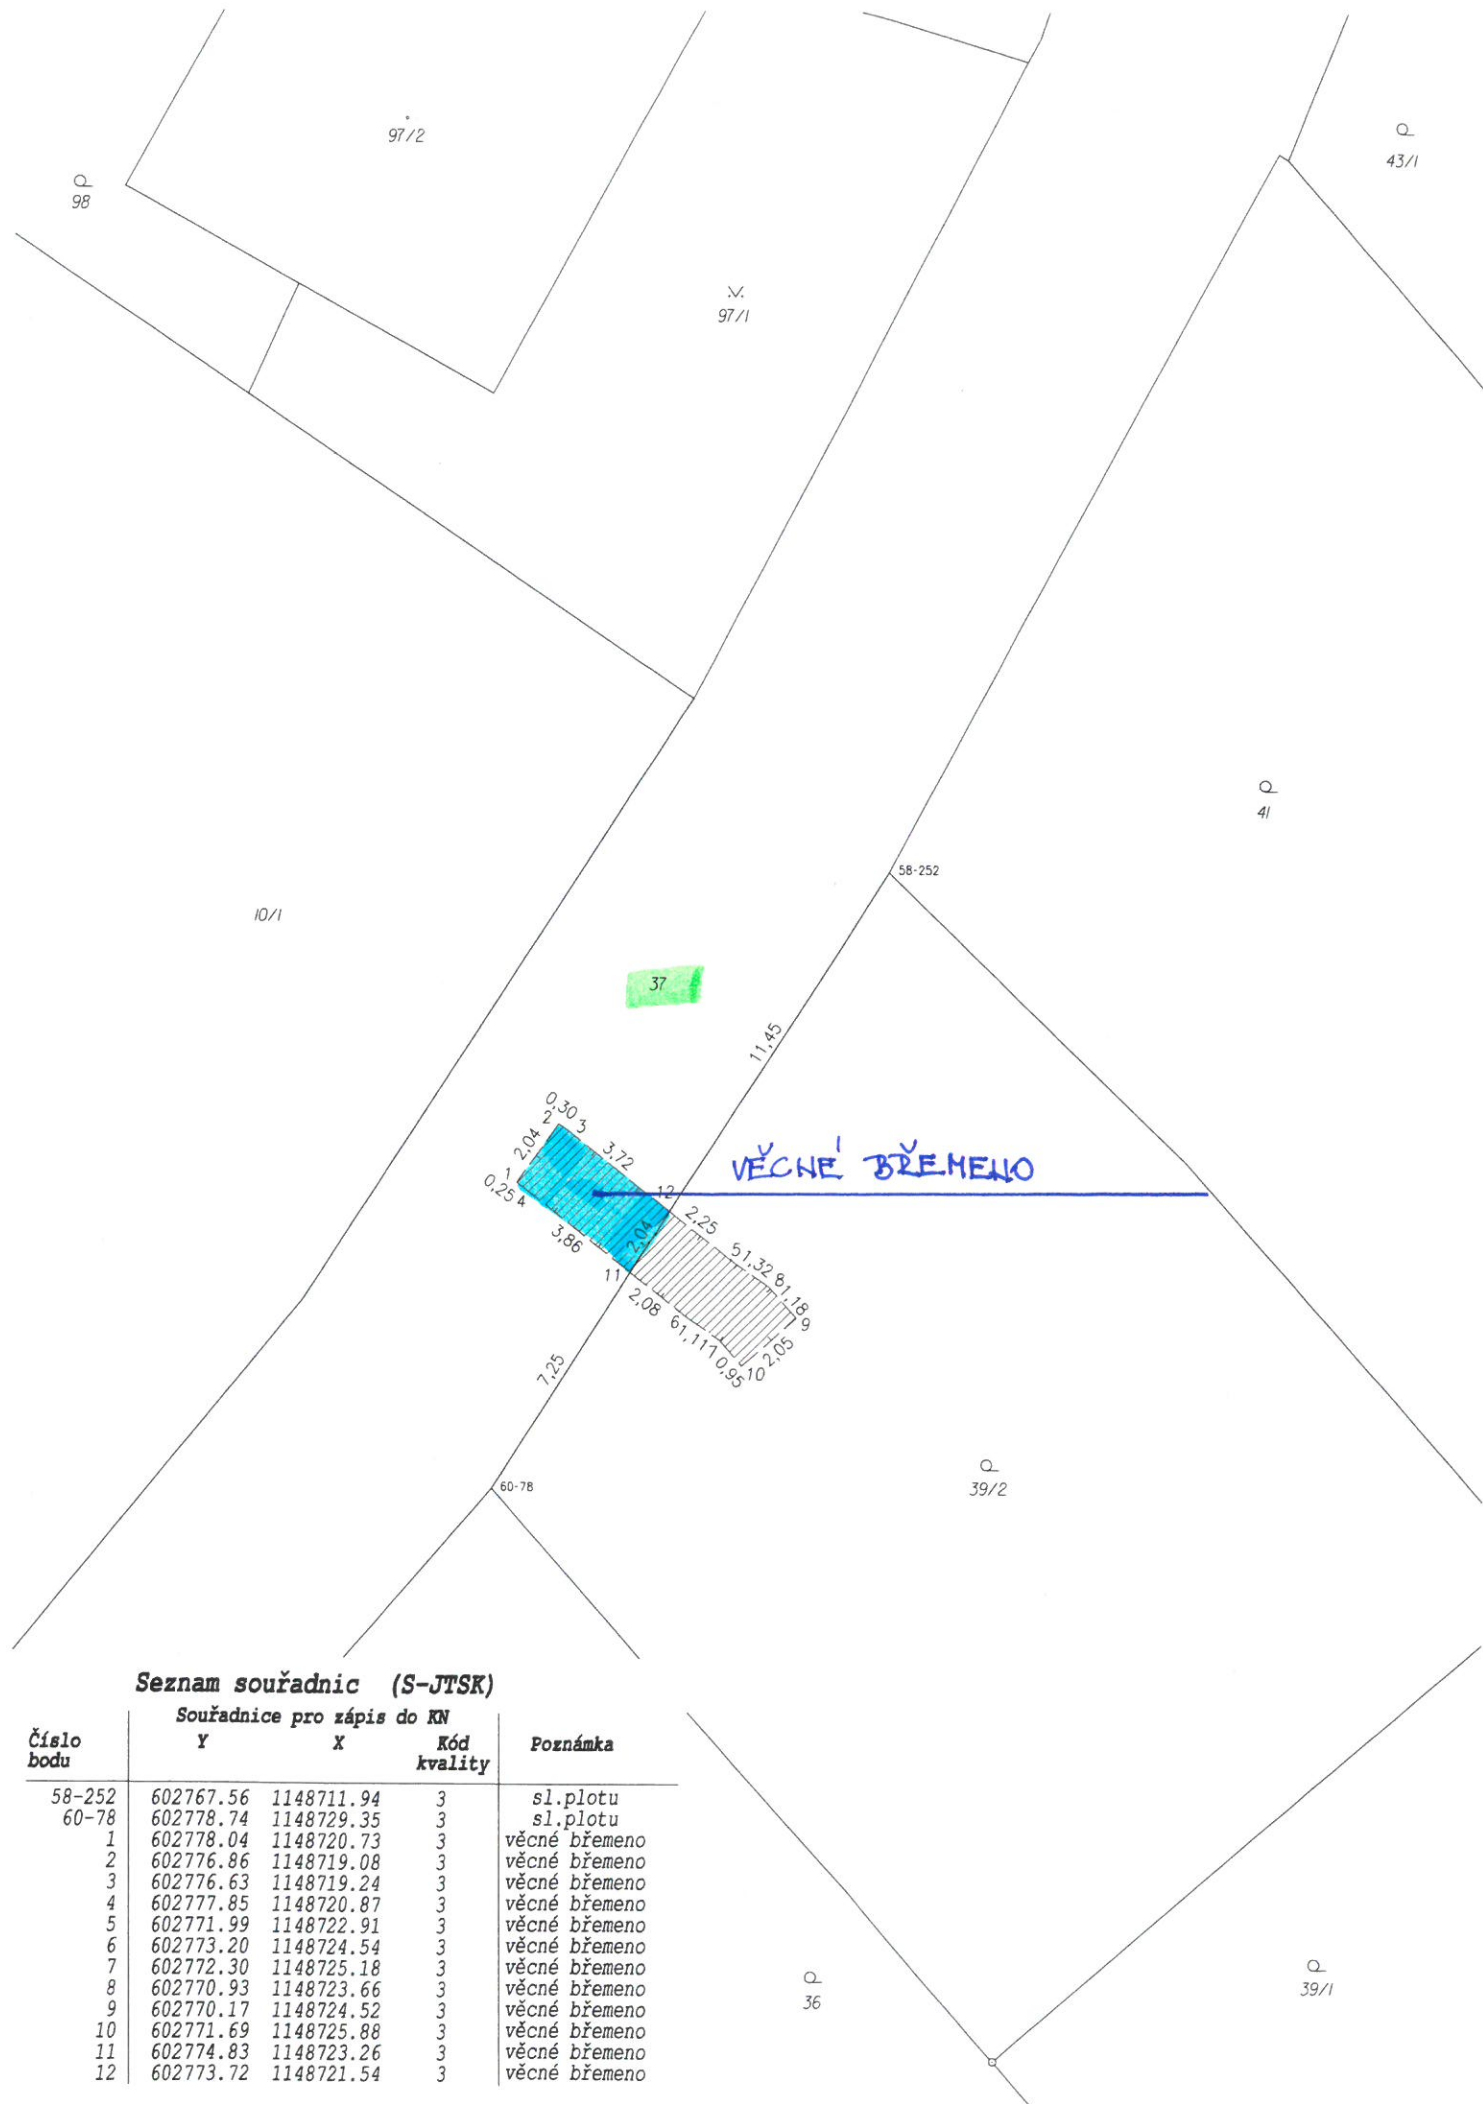 97/2
43/1
98
97/1
41
58-252
10/1
37
11,45
0,30
2
3
2,04
3,72
1
0,25
4
VĚCNÉ BŘEMENO
12
2,25
3,86
2,04
5
1,32
8
1,18
9
11
2,08
6
1,11
7
0,95
10
2,05
7,25
60-78
39/2
Seznam souřadnic (S-JTSK)
Souřadnice pro zápis do KN
Číslo bodu Y X Kód kvality Poznámka
58-252 602767.56 1148711.94 3 sl.plotu
60-78 602778.74 1148729.35 3 sl.plotu
1 602778.04 1148720.73 3 věcné břemeno
2 602776.86 1148719.08 3 věcné břemeno
3 602776.63 1148719.24 3 věcné břemeno
4 602777.85 1148720.87 3 věcné břemeno
5 602771.99 1148722.91 3 věcné břemeno
6 602773.20 1148724.54 3 věcné břemeno
7 602772.30 1148725.18 3 věcné břemeno
8 602770.93 1148723.66 3 věcné břemeno
9 602770.17 1148724.52 3 věcné břemeno
10 602771.69 1148725.88 3 věcné břemeno
11 602774.83 1148723.26 3 věcné břemeno
12 602773.72 1148721.54 3 věcné břemeno
36
39/1